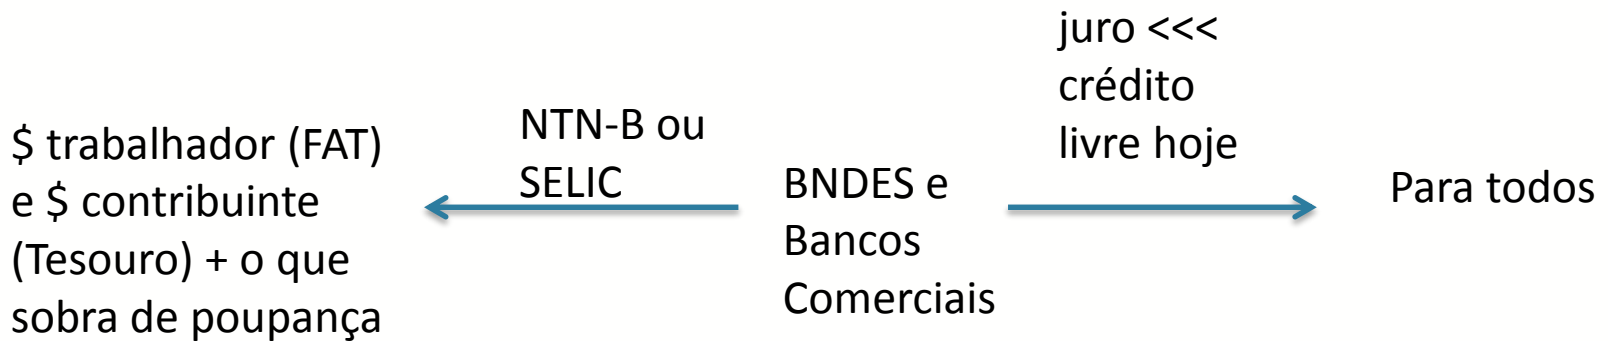 $ trabalhador (FAT)
e $ contribuinte
(Tesouro) + o que
sobra de poupança
NTN-B ou
SELIC
BNDES e
Bancos
Comerciais
juro <<<
crédito
livre hoje
Para todos